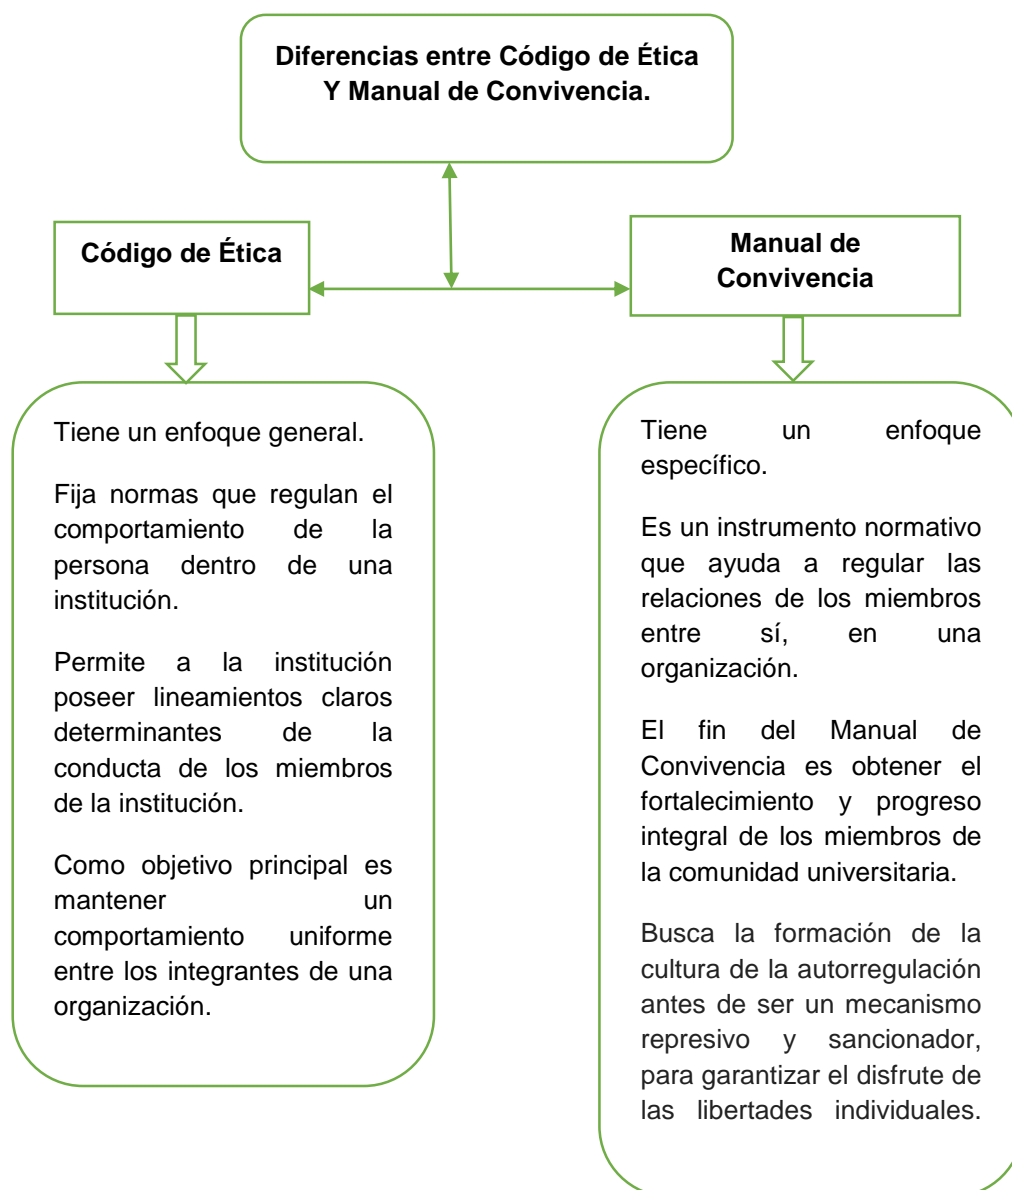 Diferencias entre Código de Ética
Y Manual de Convivencia.
Código de Ética
Manual de
Convivencia
Tiene un enfoque general.
Fija normas que regulan el
comportamiento de la
persona dentro de una
institución.
Permite a la institución
poseer lineamientos claros
determinantes de la
conducta de los miembros
de la institución.
Como objetivo principal es
mantener un
comportamiento uniforme
entre los integrantes de una
organización.
Tiene un enfoque
específico.
Es un instrumento normativo
que ayuda a regular las
relaciones de los miembros
entre sí, en una
organización.
El fin del Manual de
Convivencia es obtener el
fortalecimiento y progreso
integral de los miembros de
la comunidad universitaria.
Busca la formación de la
cultura de la autorregulación
antes de ser un mecanismo
represivo y sancionador,
para garantizar el disfrute de
las libertades individuales.